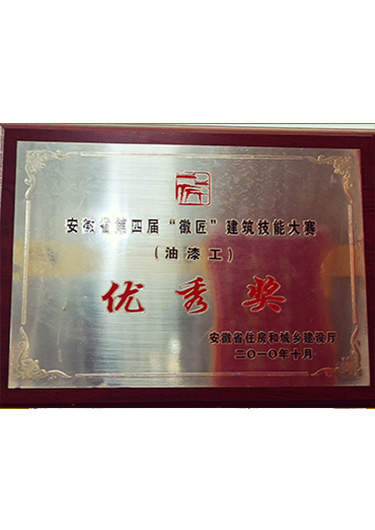 安徽省第四届“徽匠”建筑技能大赛
(油漆工)
优秀奖
安徽省住房和城乡建设厅
二〇一〇年十月